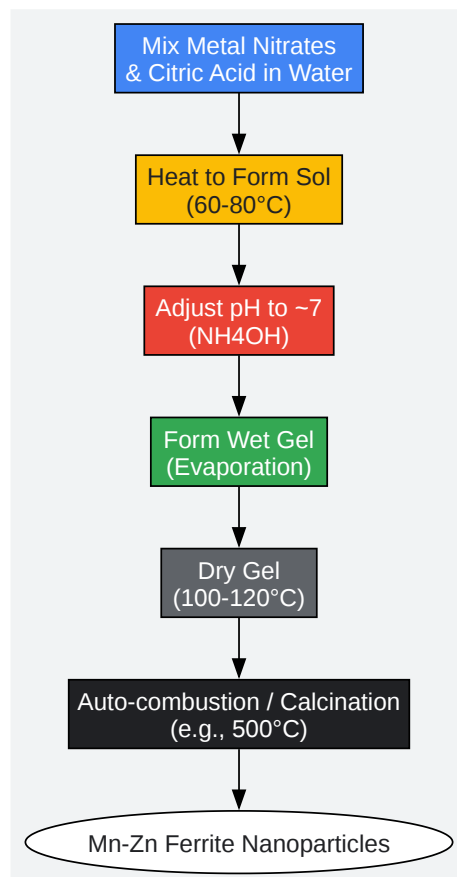 Mix Metal Nitrates
& Citric Acid in Water
Heat to Form Sol
(60-80°C)
Adjust pH to ~7
(NH4OH)
Form Wet Gel
(Evaporation)
Dry Gel
(100-120°C)
Auto-combustion / Calcination
(e.g., 500°C)
Mn-Zn Ferrite Nanoparticles